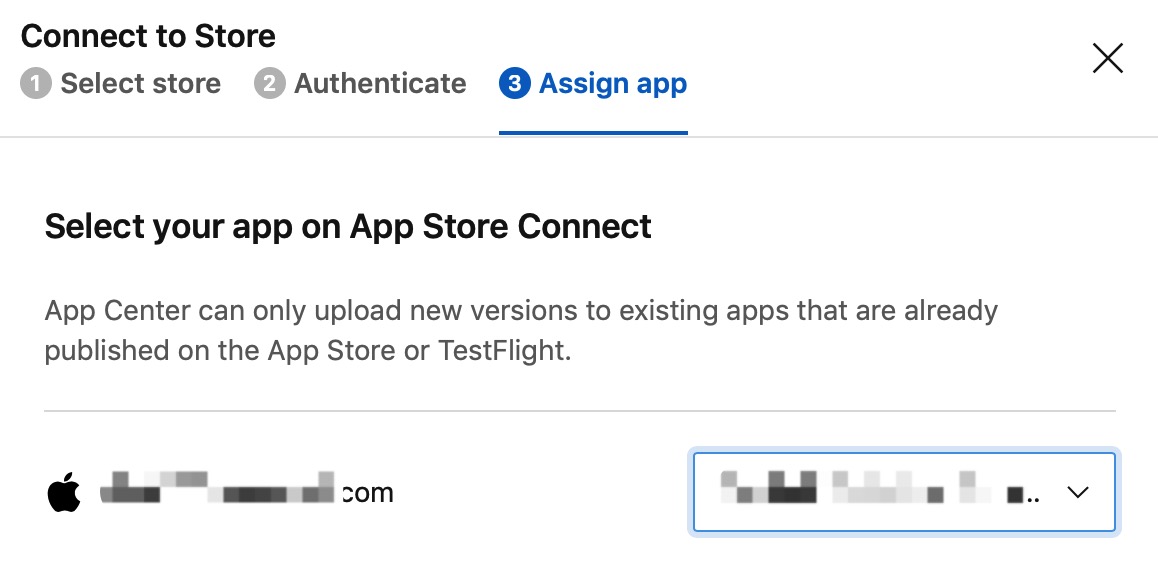 Connect to Store
1 Select store 2 Authenticate 3 Assign app
Select your app on App Store Connect
App Center can only upload new versions to existing apps that are already
published on the App Store or TestFlight.
com